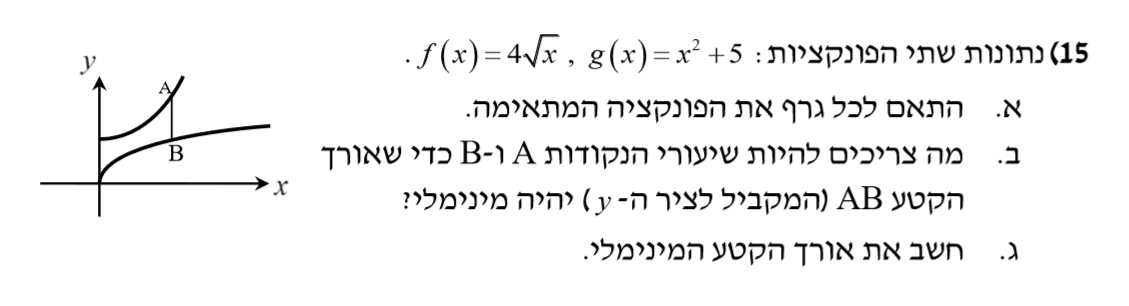 15) נתונות שתי הפונקציות: f(x)=4√x , g(x)=x²+5 .
א. התאם לכל גרף את הפונקציה המתאימה.
ב. מה צריכים להיות שיעורי הנקודות A ו-B כדי שאורך
הקטע AB (המקביל לציר ה-y) יהיה מינימלי?
ג. חשב את אורך הקטע המינימלי.
y
A
B
x